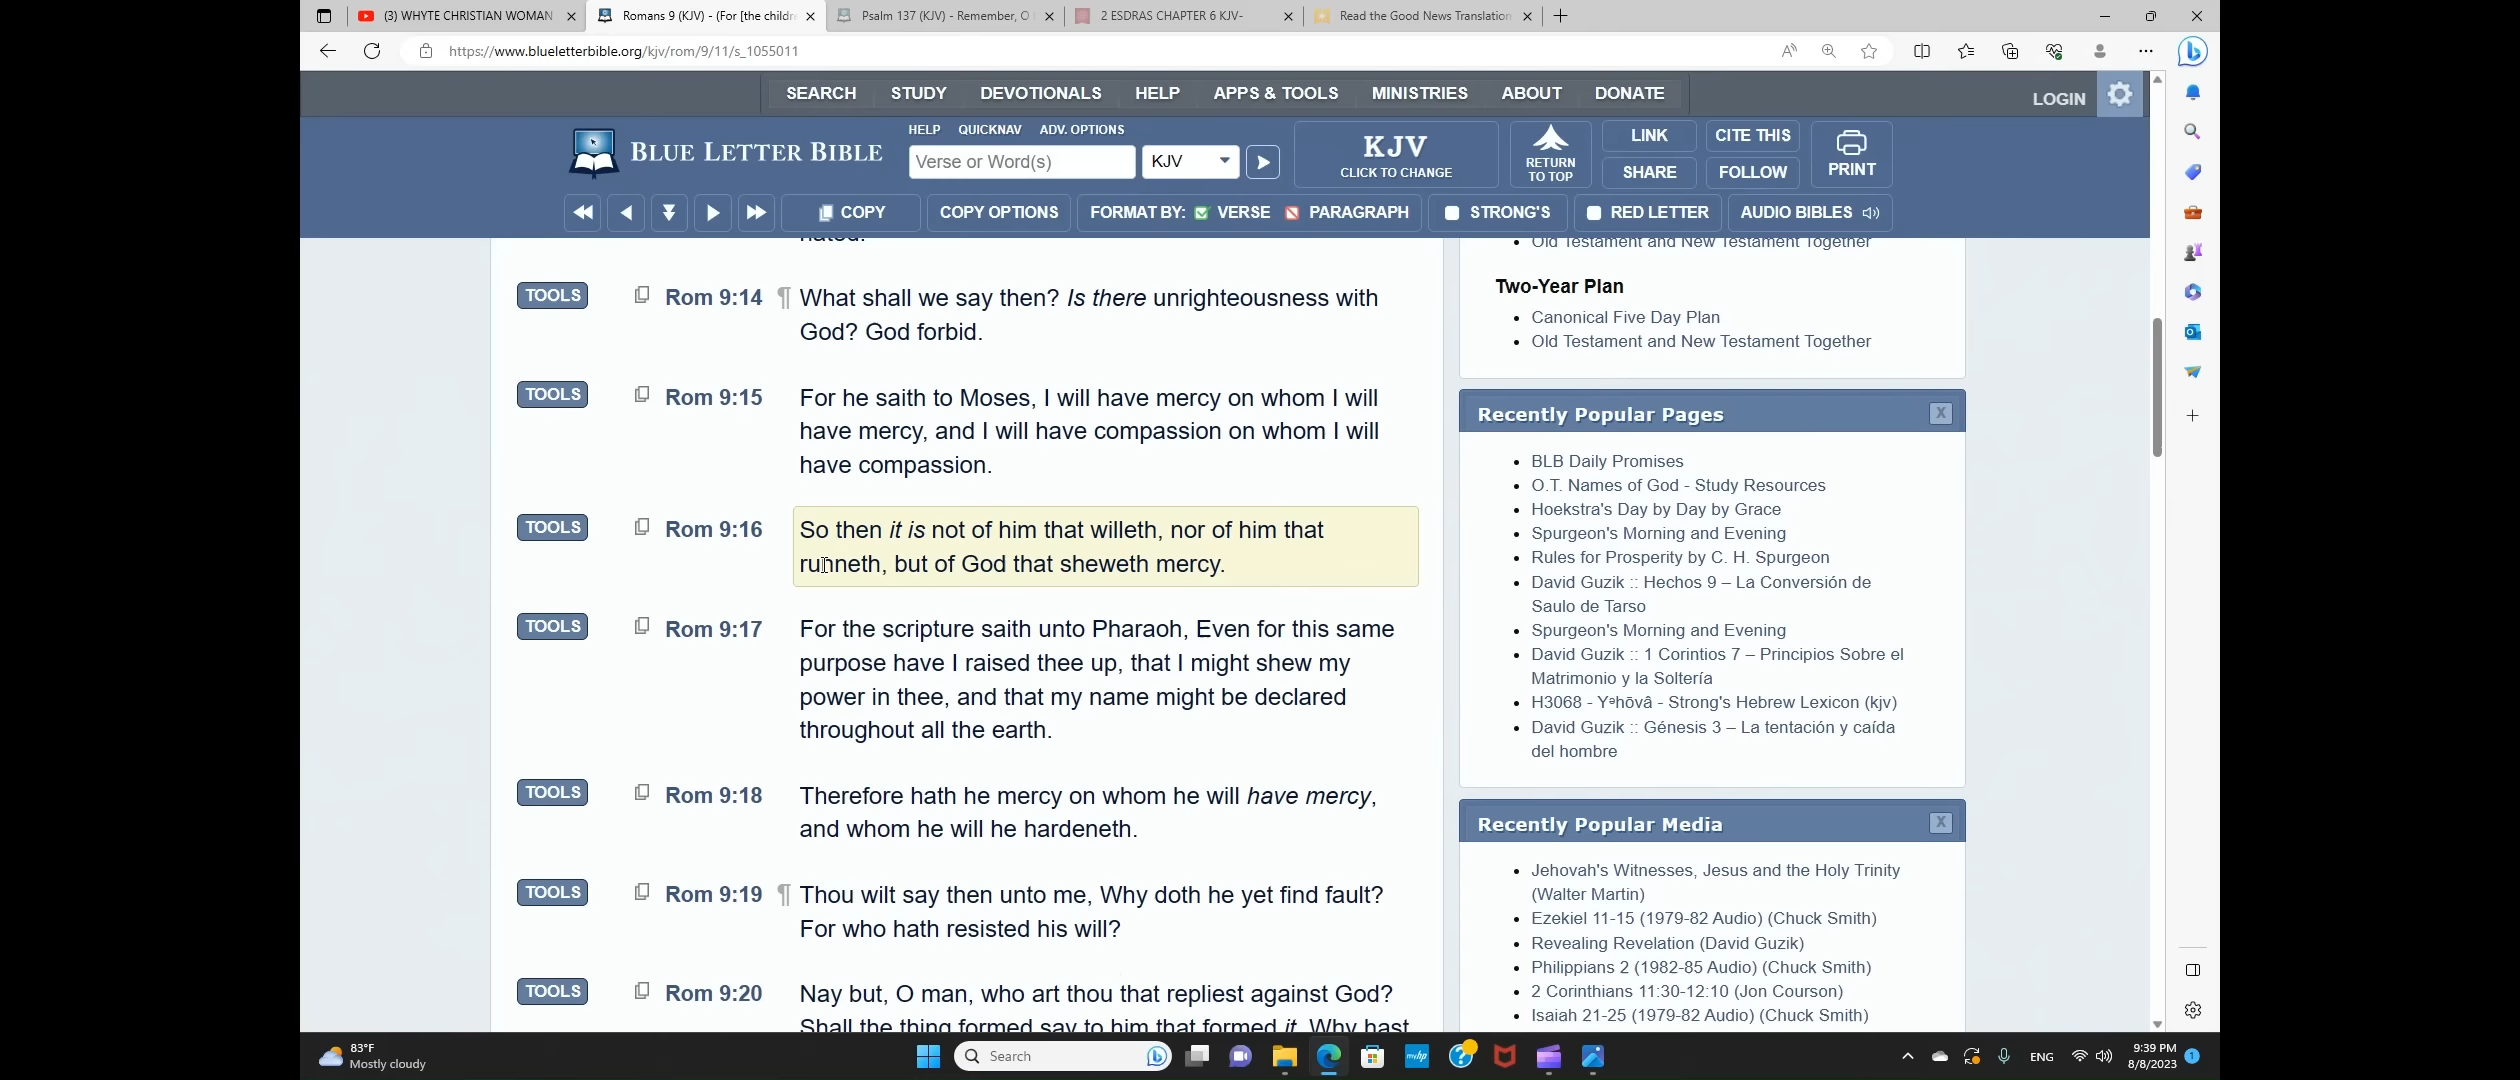 (3) WHYTE CHRISTIAN WOMAN
Romans 9 (KJV) - (For [the childr
Psalm 137 (KJV) - Remember, O
2 ESDRAS CHAPTER 6 KJV-
Read the Good News Translation
https://www.blueletterbible.org/kjv/rom/9/11/s_1055011
SEARCH STUDY DEVOTIONALS HELP APPS & TOOLS MINISTRIES ABOUT DONATE
LOGIN
BLUE LETTER BIBLE
HELP QUICKNAV ADV. OPTIONS
Verse or Word(s)
KJV
KJV
CLICK TO CHANGE
RETURN
TO TOP
LINK
CITE THIS
SHARE
FOLLOW
PRINT
COPY
COPY OPTIONS
FORMAT BY: VERSE PARAGRAPH
STRONG'S
RED LETTER
AUDIO BIBLES
hated.
TOOLS Rom 9:14 ¶ What shall we say then? Is there unrighteousness with
God? God forbid.
TOOLS Rom 9:15 For he saith to Moses, I will have mercy on whom I will
have mercy, and I will have compassion on whom I will
have compassion.
TOOLS Rom 9:16 So then it is not of him that willeth, nor of him that
runneth, but of God that sheweth mercy.
TOOLS Rom 9:17 For the scripture saith unto Pharaoh, Even for this same
purpose have I raised thee up, that I might shew my
power in thee, and that my name might be declared
throughout all the earth.
TOOLS Rom 9:18 Therefore hath he mercy on whom he will have mercy,
and whom he will he hardeneth.
TOOLS Rom 9:19 ¶ Thou wilt say then unto me, Why doth he yet find fault?
For who hath resisted his will?
TOOLS Rom 9:20 Nay but, O man, who art thou that repliest against God?
Shall the thing formed say to him that formed it, Why hast
Old Testament and New Testament Together
Two-Year Plan
Canonical Five Day Plan
Old Testament and New Testament Together
Recently Popular Pages X
BLB Daily Promises
O.T. Names of God - Study Resources
Hoekstra's Day by Day by Grace
Spurgeon's Morning and Evening
Rules for Prosperity by C. H. Spurgeon
David Guzik :: Hechos 9 – La Conversión de
Saulo de Tarso
Spurgeon's Morning and Evening
David Guzik :: 1 Corintios 7 – Principios Sobre el
Matrimonio y la Soltería
H3068 - Yᵊhōvâ - Strong's Hebrew Lexicon (kjv)
David Guzik :: Génesis 3 – La tentación y caída
del hombre
Recently Popular Media X
Jehovah's Witnesses, Jesus and the Holy Trinity
(Walter Martin)
Ezekiel 11-15 (1979-82 Audio) (Chuck Smith)
Revealing Revelation (David Guzik)
Philippians 2 (1982-85 Audio) (Chuck Smith)
2 Corinthians 11:30-12:10 (Jon Courson)
Isaiah 21-25 (1979-82 Audio) (Chuck Smith)
83°F
Mostly cloudy
Search
myhp
ENG
9:39 PM
8/8/2023
1